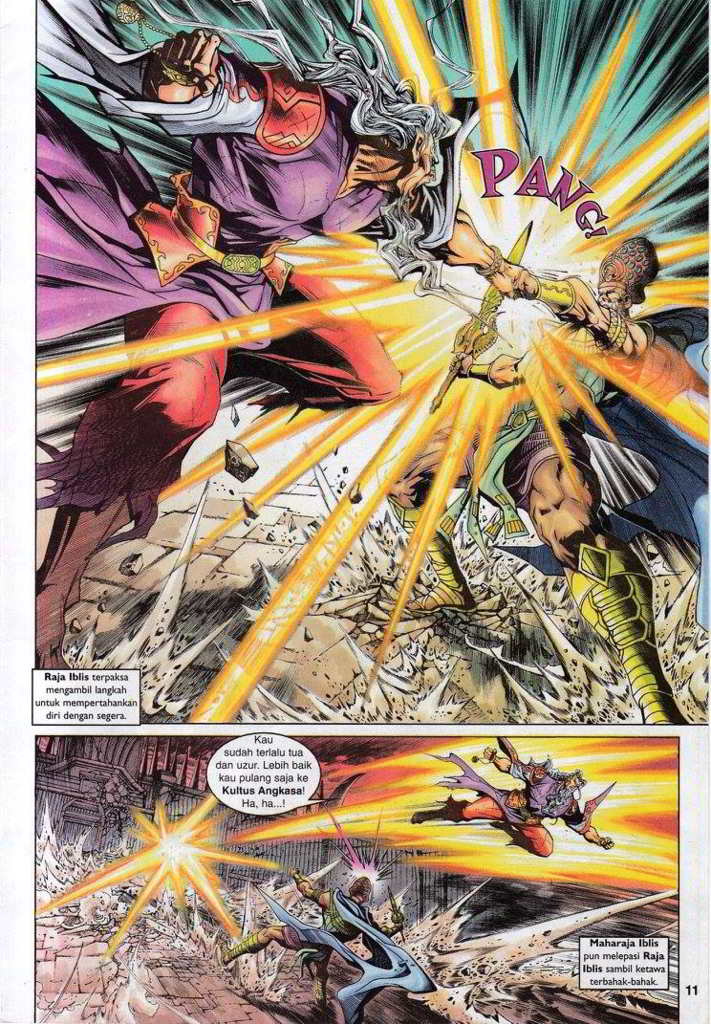 PANG!
Raja Iblis terpaksa
mengambil langkah
untuk mempertahankan
diri dengan segera.
Kau
sudah terlalu tua
dan uzur. Lebih baik
kau pulang saja ke
Kultus Angkasa!
Ha, ha...!
Maharaja Iblis
pun melepasi Raja
Iblis sambil ketawa
terbahak-bahak.
11